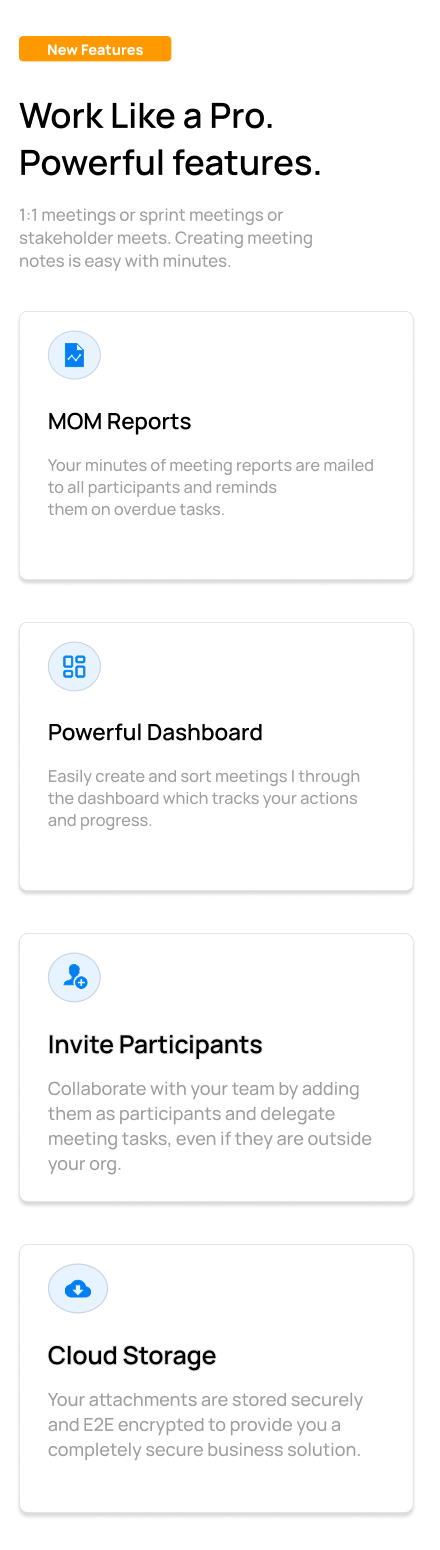 New Features
Work Like a Pro.
Powerful features.
1:1 meetings or sprint meetings or
stakeholder meets. Creating meeting
notes is easy with minutes.
MOM Reports
Your minutes of meeting reports are mailed
to all participants and reminds
them on overdue tasks.
Powerful Dashboard
Easily create and sort meetings l through
the dashboard which tracks your actions
and progress.
Invite Participants
Collaborate with your team by adding
them as participants and delegate
meeting tasks, even if they are outside
your org.
Cloud Storage
Your attachments are stored securely
and E2E encrypted to provide you a
completely secure business solution.